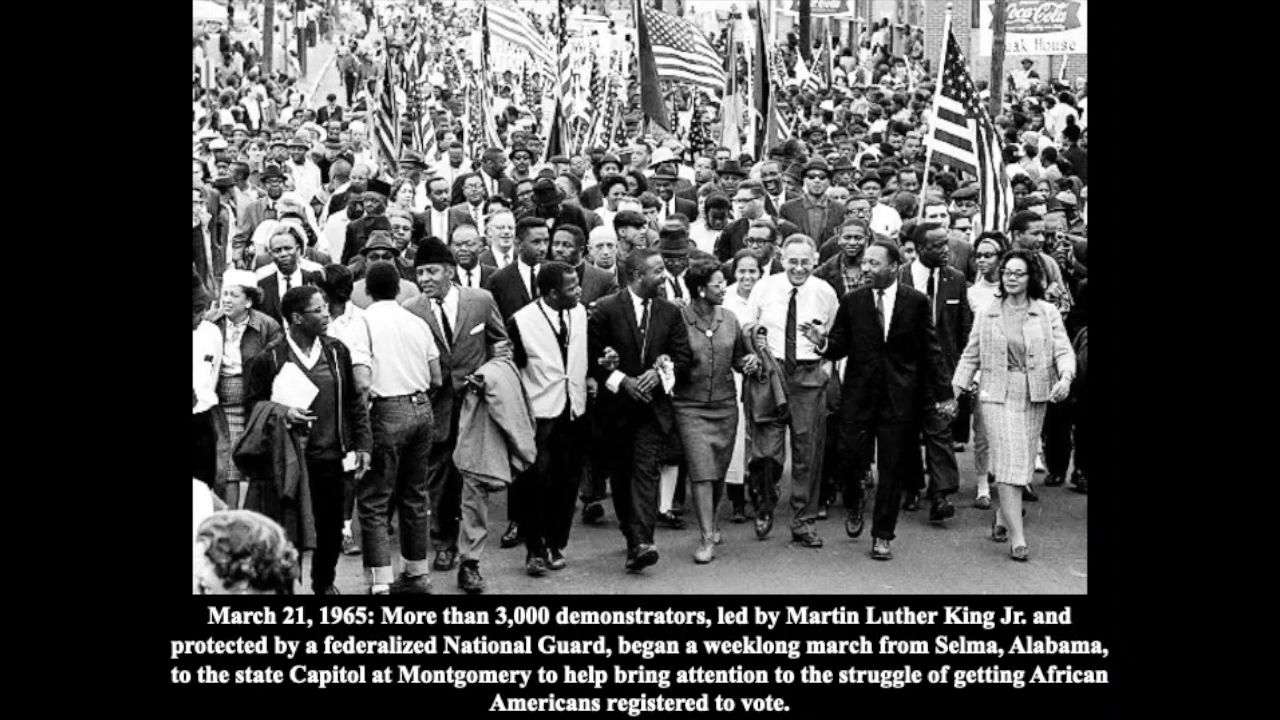 Coca-Cola
House
March 21, 1965: More than 3,000 demonstrators, led by Martin Luther King Jr. and
protected by a federalized National Guard, began a weeklong march from Selma, Alabama,
to the state Capitol at Montgomery to help bring attention to the struggle of getting African
Americans registered to vote.